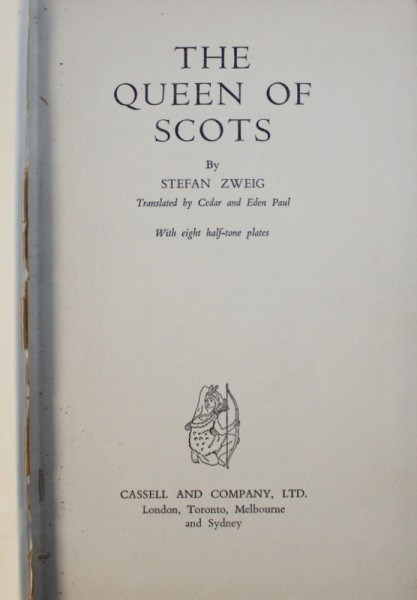 THE
QUEEN OF
SCOTS
By
STEFAN ZWEIG
Translated by Cedar and Eden Paul
With eight half-tone plates
CASSELL AND COMPANY, LTD.
London, Toronto, Melbourne
and Sydney